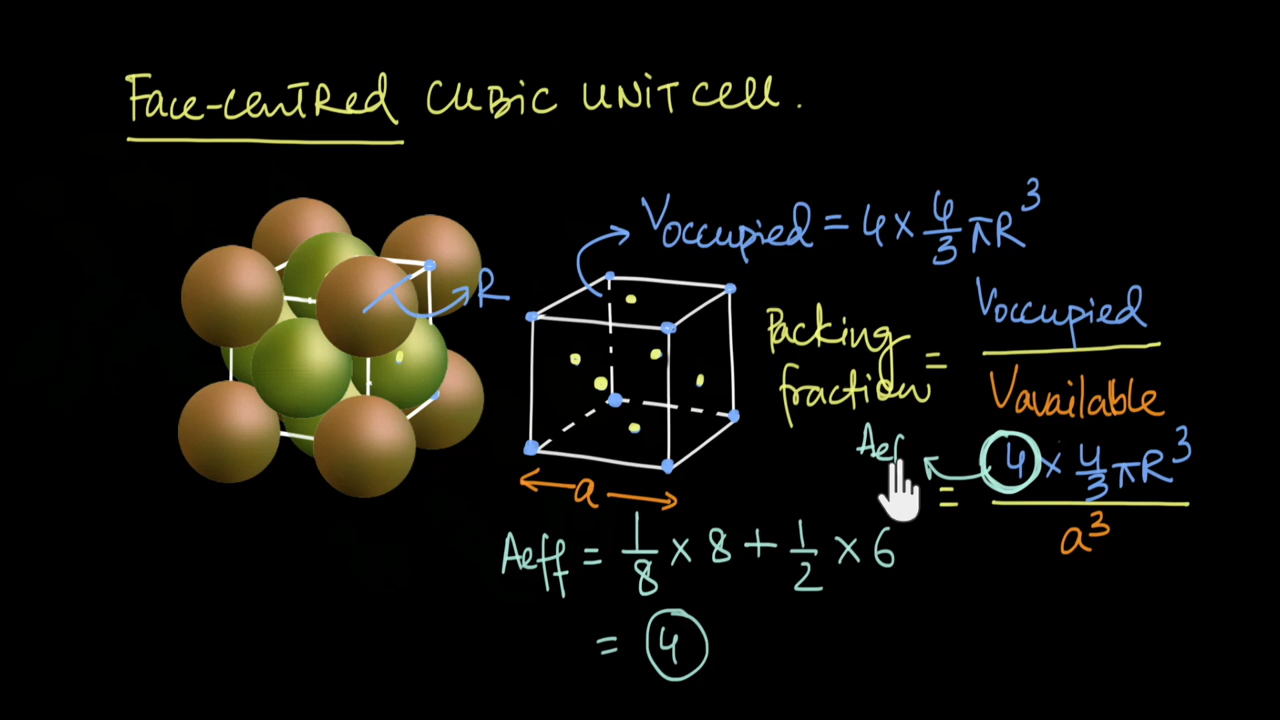 Face-centred cubic unit cell.
Voccupied = 4 × 4/3 πR³
R
Packing fraction = Voccupied / Vavailable
Aef
= 4 × 4/3 πR³ / a³
a
Aeff = 1/8 × 8 + 1/2 × 6
= 4